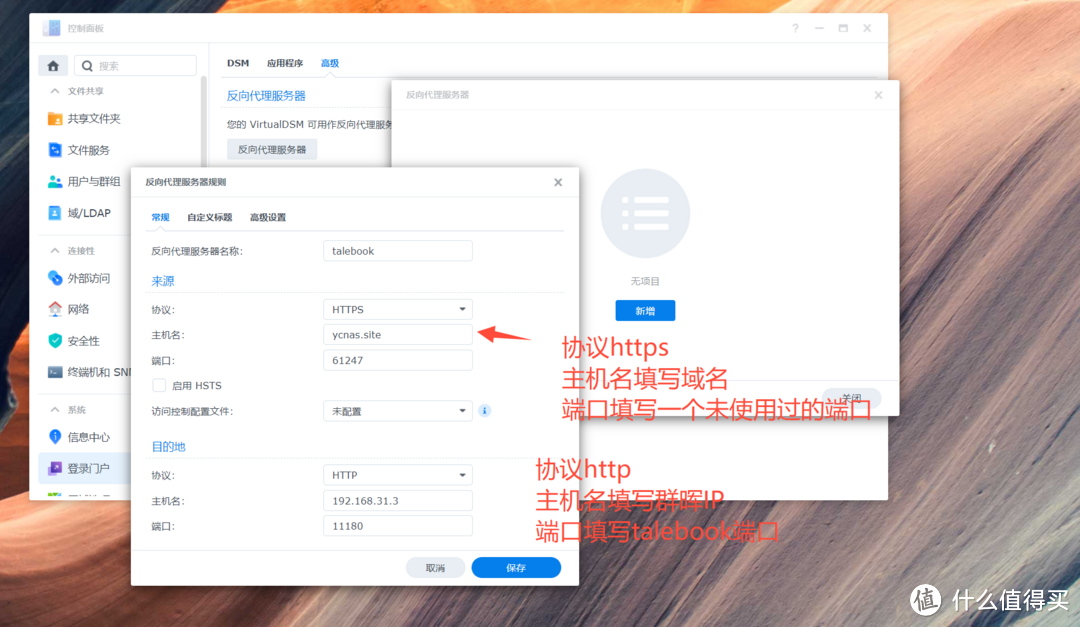 控制面板
搜索
文件共享
共享文件夹
文件服务
用户与群组
域/LDAP
连接性
外部访问
网络
安全性
终端机和 SNM
系统
信息中心
登录门户
DSM 应用程序 高级
反向代理服务器
您的 VirtualDSM 可用作反向代理服务
反向代理服务器
反向代理服务器
无项目
新增
关闭
反向代理服务器规则
常规 自定义标题 高级设置
反向代理服务器名称: talebook
来源
协议: HTTPS
主机名: ycnas.site
端口: 61247
启用 HSTS
访问控制配置文件: 未配置
目的地
协议: HTTP
主机名: 192.168.31.3
端口: 11180
取消 保存
协议https
主机名填写域名
端口填写一个未使用过的端口
协议http
主机名填写群晖IP
端口填写talebook端口
值 什么值得买